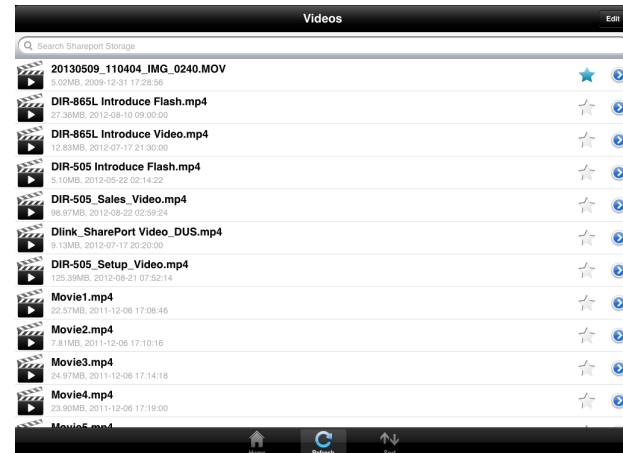 Videos
Edit
Search Shareport Storage
20130509_110404_IMG_0240.MOV
5.02MB, 2009-12-31 17:28:56
DIR-865L Introduce Flash.mp4
27.36MB, 2012-08-10 09:00:00
DIR-865L Introduce Video.mp4
12.83MB, 2012-07-17 21:30:00
DIR-505 Introduce Flash.mp4
5.10MB, 2012-05-22 02:14:22
DIR-505_Sales_Video.mp4
98.97MB, 2012-08-22 02:59:24
Dlink_SharePort Video_DUS.mp4
9.13MB, 2012-07-17 20:20:00
DIR-505_Setup_Video.mp4
125.39MB, 2012-08-21 07:52:14
Movie1.mp4
22.57MB, 2011-12-06 17:08:46
Movie2.mp4
7.81MB, 2011-12-06 17:10:16
Movie3.mp4
24.97MB, 2011-12-06 17:14:18
Movie4.mp4
23.90MB, 2011-12-06 17:19:00
Movie5.mp4
Home Refresh Sort